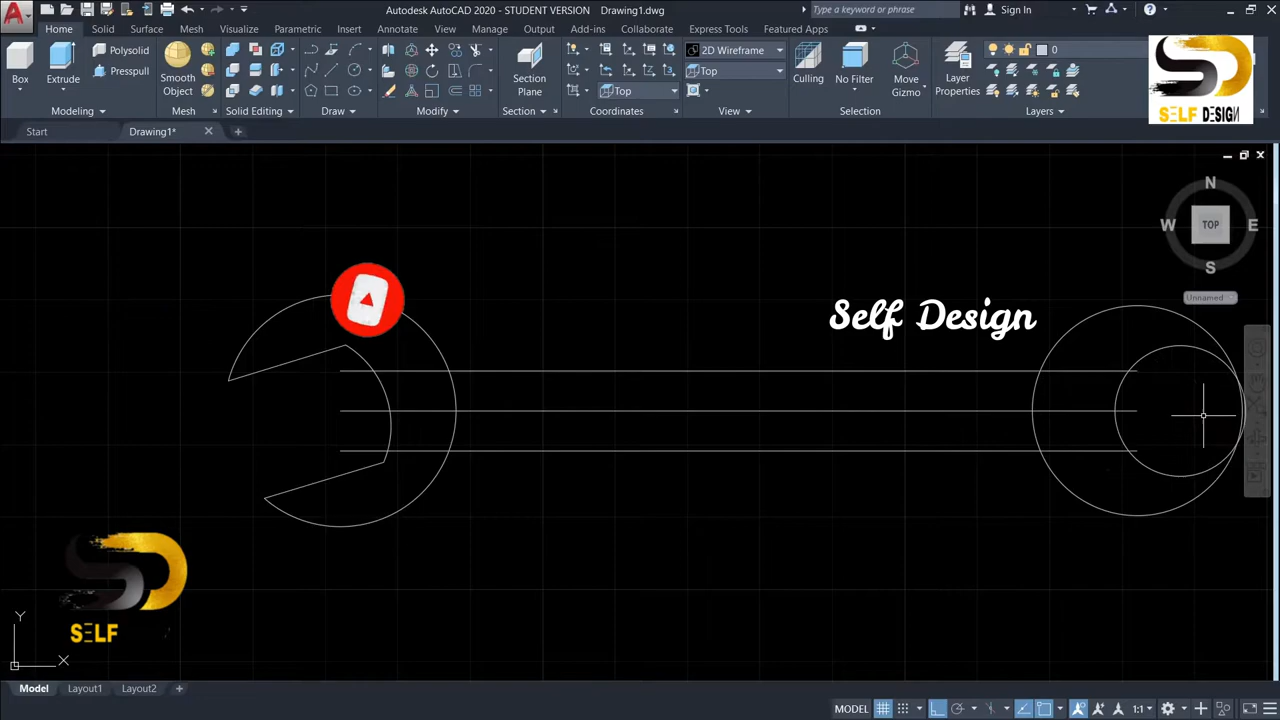 Autodesk AutoCAD 2020 - STUDENT VERSION Drawing1.dwg
Type a keyword or phrase
Sign In
Home Solid Surface Mesh Visualize Parametric Insert Annotate View Manage Output Add-ins Collaborate Express Tools Featured Apps
Box
Extrude
Polysolid
Presspull
Smooth
Object
Section
Plane
Top
2D Wireframe
Top
Culling
No Filter
Move
Gizmo
Layer
Properties
0
Modeling
Mesh
Solid Editing
Draw
Modify
Coordinates
View
Selection
Layers
SELF DESIGN
Start
Drawing1*
N
W
TOP
E
S
Unnamed
Self Design
SELF
Y
X
Model
Layout1
Layout2
MODEL
1:1